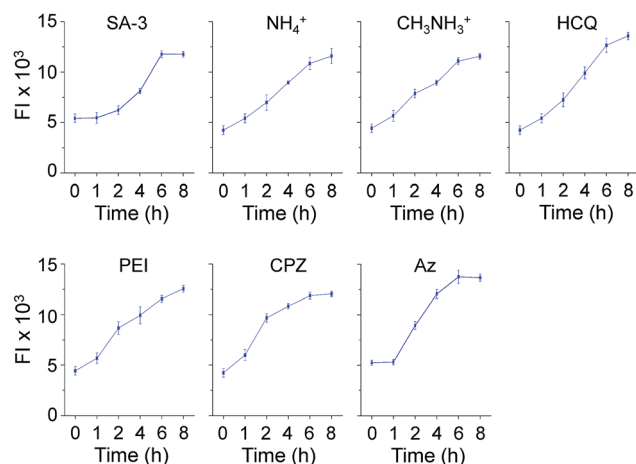 SA-3 NH₄⁺ CH₃NH₃⁺ HCQ
FI x 10³
15
10
5
0
0 1 2 4 6 8 0 1 2 4 6 8 0 1 2 4 6 8 0 1 2 4 6 8
Time (h) Time (h) Time (h) Time (h)
PEI CPZ Az
FI x 10³
15
10
5
0
0 1 2 4 6 8 0 1 2 4 6 8 0 1 2 4 6 8
Time (h) Time (h) Time (h)